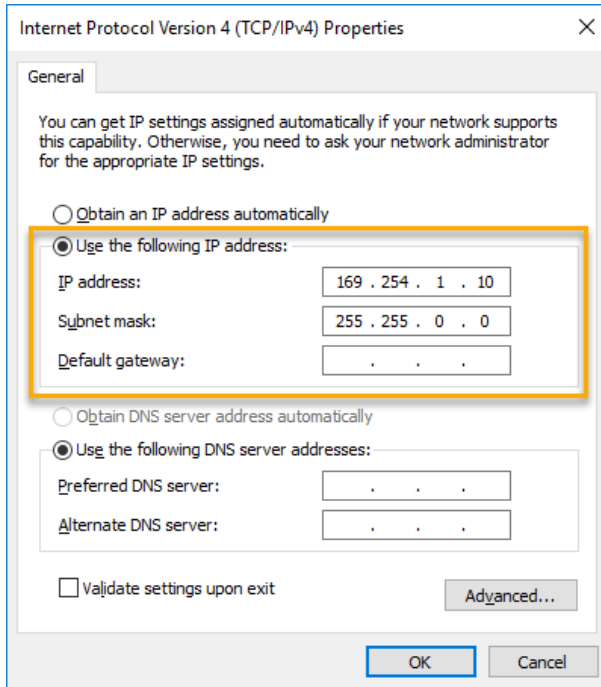 Internet Protocol Version 4 (TCP/IPv4) Properties
General
You can get IP settings assigned automatically if your network supports
this capability. Otherwise, you need to ask your network administrator
for the appropriate IP settings.
Obtain an IP address automatically
Use the following IP address:
IP address: 169 . 254 . 1 . 10
Subnet mask: 255 . 255 . 0 . 0
Default gateway: . . .
Obtain DNS server address automatically
Use the following DNS server addresses:
Preferred DNS server: . . .
Alternate DNS server: . . .
Validate settings upon exit
Advanced...
OK Cancel